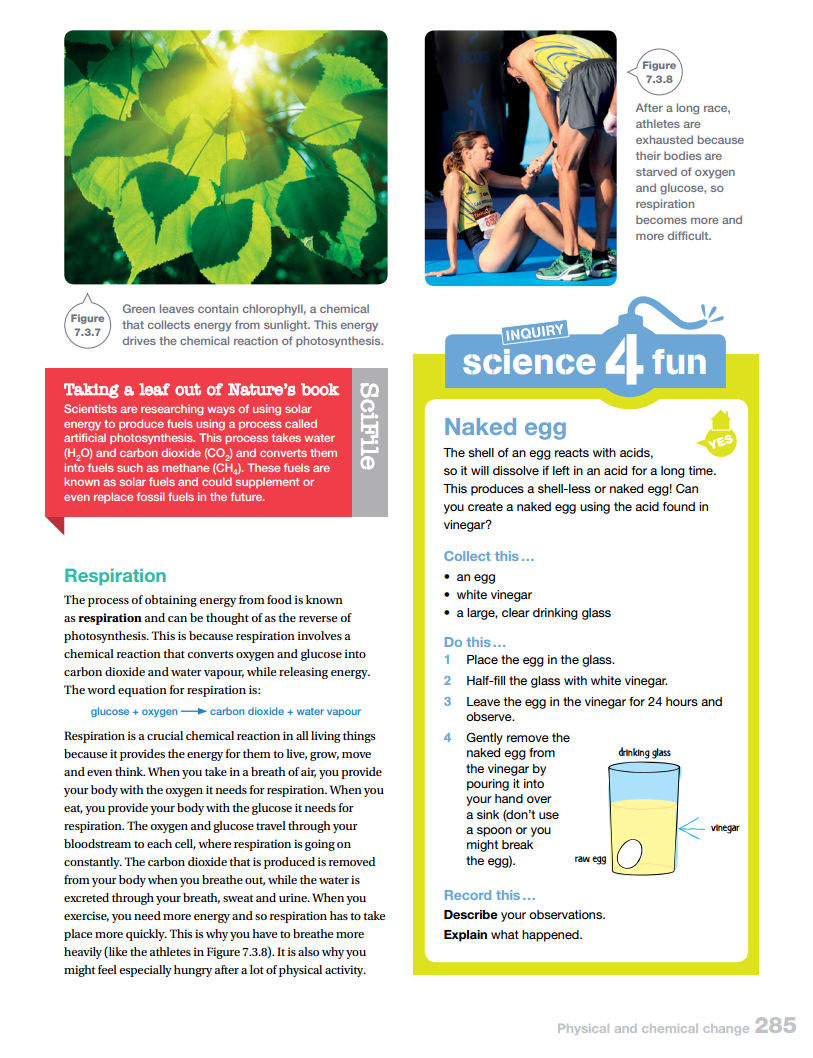 Figure
7.3.8
After a long race,
athletes are
exhausted because
their bodies are
starved of oxygen
and glucose, so
respiration
becomes more and
more difficult.
Figure
7.3.7
Green leaves contain chlorophyll, a chemical
that collects energy from sunlight. This energy
drives the chemical reaction of photosynthesis.
Taking a leaf out of Nature's book
Scientists are researching ways of using solar
energy to produce fuels using a process called
artificial photosynthesis. This process takes water
(H₂O) and carbon dioxide (CO₂) and converts them
into fuels such as methane (CH₄). These fuels are
known as solar fuels and could supplement or
even replace fossil fuels in the future.
SciFile
Respiration
The process of obtaining energy from food is known
as respiration and can be thought of as the reverse of
photosynthesis. This is because respiration involves a
chemical reaction that converts oxygen and glucose into
carbon dioxide and water vapour, while releasing energy.
The word equation for respiration is:
glucose + oxygen ⟶ carbon dioxide + water vapour
Respiration is a crucial chemical reaction in all living things
because it provides the energy for them to live, grow, move
and even think. When you take in a breath of air, you provide
your body with the oxygen it needs for respiration. When you
eat, you provide your body with the glucose it needs for
respiration. The oxygen and glucose travel through your
bloodstream to each cell, where respiration is going on
constantly. The carbon dioxide that is produced is removed
from your body when you breathe out, while the water is
excreted through your breath, sweat and urine. When you
exercise, you need more energy and so respiration has to take
place more quickly. This is why you have to breathe more
heavily (like the athletes in Figure 7.3.8). It is also why you
might feel especially hungry after a lot of physical activity.
INQUIRY
science 4 fun
Naked egg
YES
The shell of an egg reacts with acids,
so it will dissolve if left in an acid for a long time.
This produces a shell-less or naked egg! Can
you create a naked egg using the acid found in
vinegar?
Collect this…
• an egg
• white vinegar
• a large, clear drinking glass
Do this…
1 Place the egg in the glass.
2 Half-fill the glass with white vinegar.
3 Leave the egg in the vinegar for 24 hours and
observe.
4 Gently remove the
naked egg from
the vinegar by
pouring it into
your hand over
a sink (don't use
a spoon or you
might break
the egg).
drinking glass
vinegar
raw egg
Record this…
Describe your observations.
Explain what happened.
Physical and chemical change 285